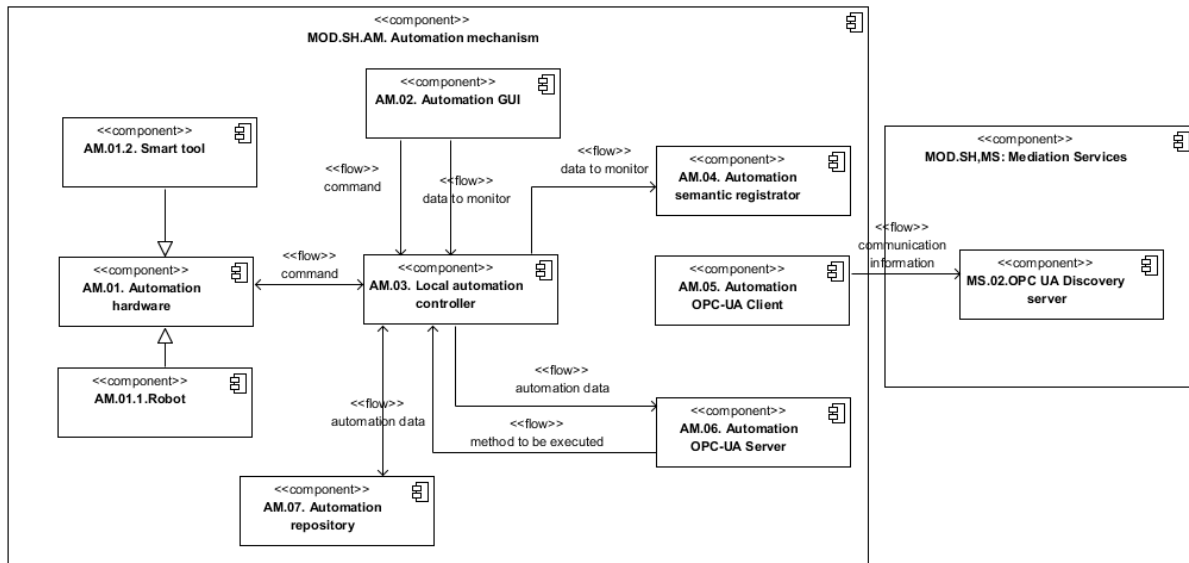 <<component>>
MOD.SH.AM. Automation mechanism
<<component>>
AM.02. Automation GUI
<<component>>
AM.01.2. Smart tool
<<component>>
MOD.SH,MS: Mediation Services
<<flow>>
command
<<flow>>
data to monitor
<<flow>>
data to monitor
<<component>>
AM.04. Automation
semantic registrator
<<component>>
AM.01. Automation
hardware
<<flow>>
command
<<component>>
AM.03. Local automation
controller
<<component>>
AM.05. Automation
OPC-UA Client
<<flow>>
communication
information
<<component>>
MS.02.OPC UA Discovery
server
<<component>>
AM.01.1.Robot
<<flow>>
automation data
<<flow>>
automation data
<<flow>>
method to be executed
<<component>>
AM.06. Automation
OPC-UA Server
<<component>>
AM.07. Automation
repository